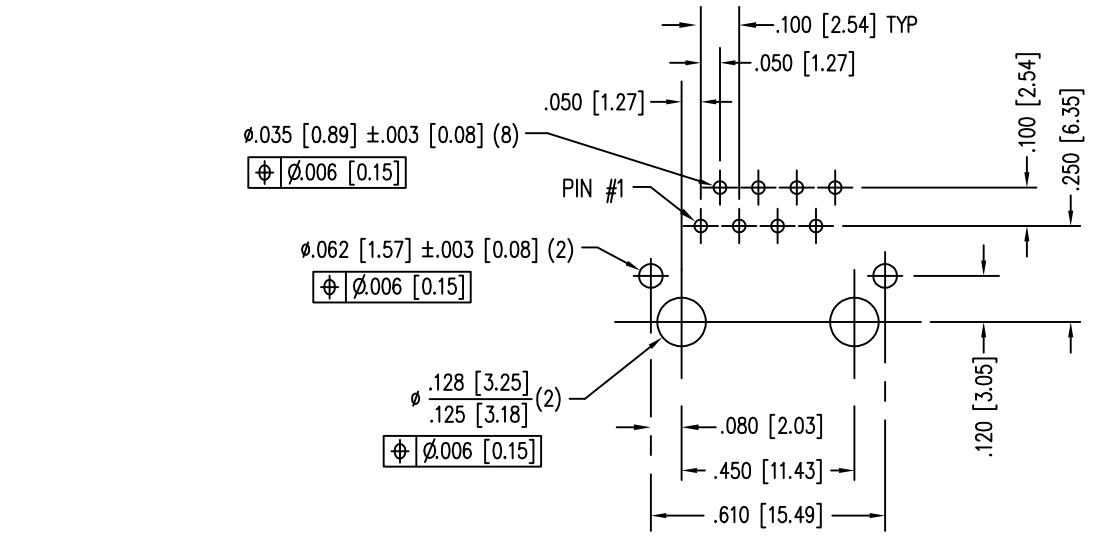 .100 [2.54] TYP
.050 [1.27]
.050 [1.27]
.100 [2.54]
.250 [6.35]
ø.035 [0.89] ±.003 [0.08] (8)
⌖ Ø.006 [0.15]
PIN #1
ø.062 [1.57] ±.003 [0.08] (2)
⌖ Ø.006 [0.15]
ø .128 [3.25]
.125 [3.18] (2)
⌖ Ø.006 [0.15]
.120 [3.05]
.080 [2.03]
.450 [11.43]
.610 [15.49]